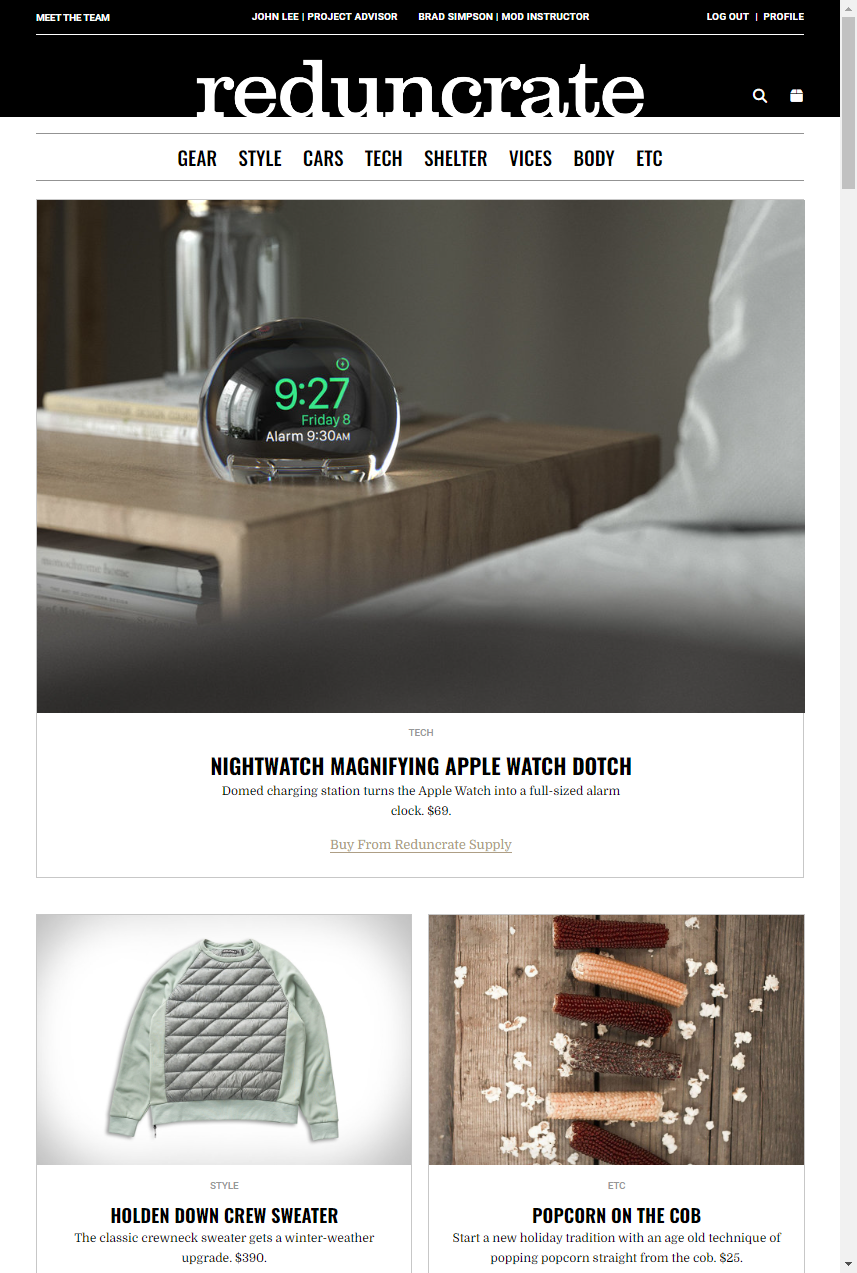 MEET THE TEAM
JOHN LEE | PROJECT ADVISOR
BRAD SIMPSON | MOD INSTRUCTOR
LOG OUT | PROFILE
reduncrate
GEAR STYLE CARS TECH SHELTER VICES BODY ETC
9:27
Friday 8
Alarm 9:30AM
monochrome home
TECH
NIGHTWATCH MAGNIFYING APPLE WATCH DOTCH
Domed charging station turns the Apple Watch into a full-sized alarm
clock. $69.
Buy From Reduncrate Supply
STYLE
HOLDEN DOWN CREW SWEATER
The classic crewneck sweater gets a winter-weather
upgrade. $390.
ETC
POPCORN ON THE COB
Start a new holiday tradition with an age old technique of
popping popcorn straight from the cob. $25.